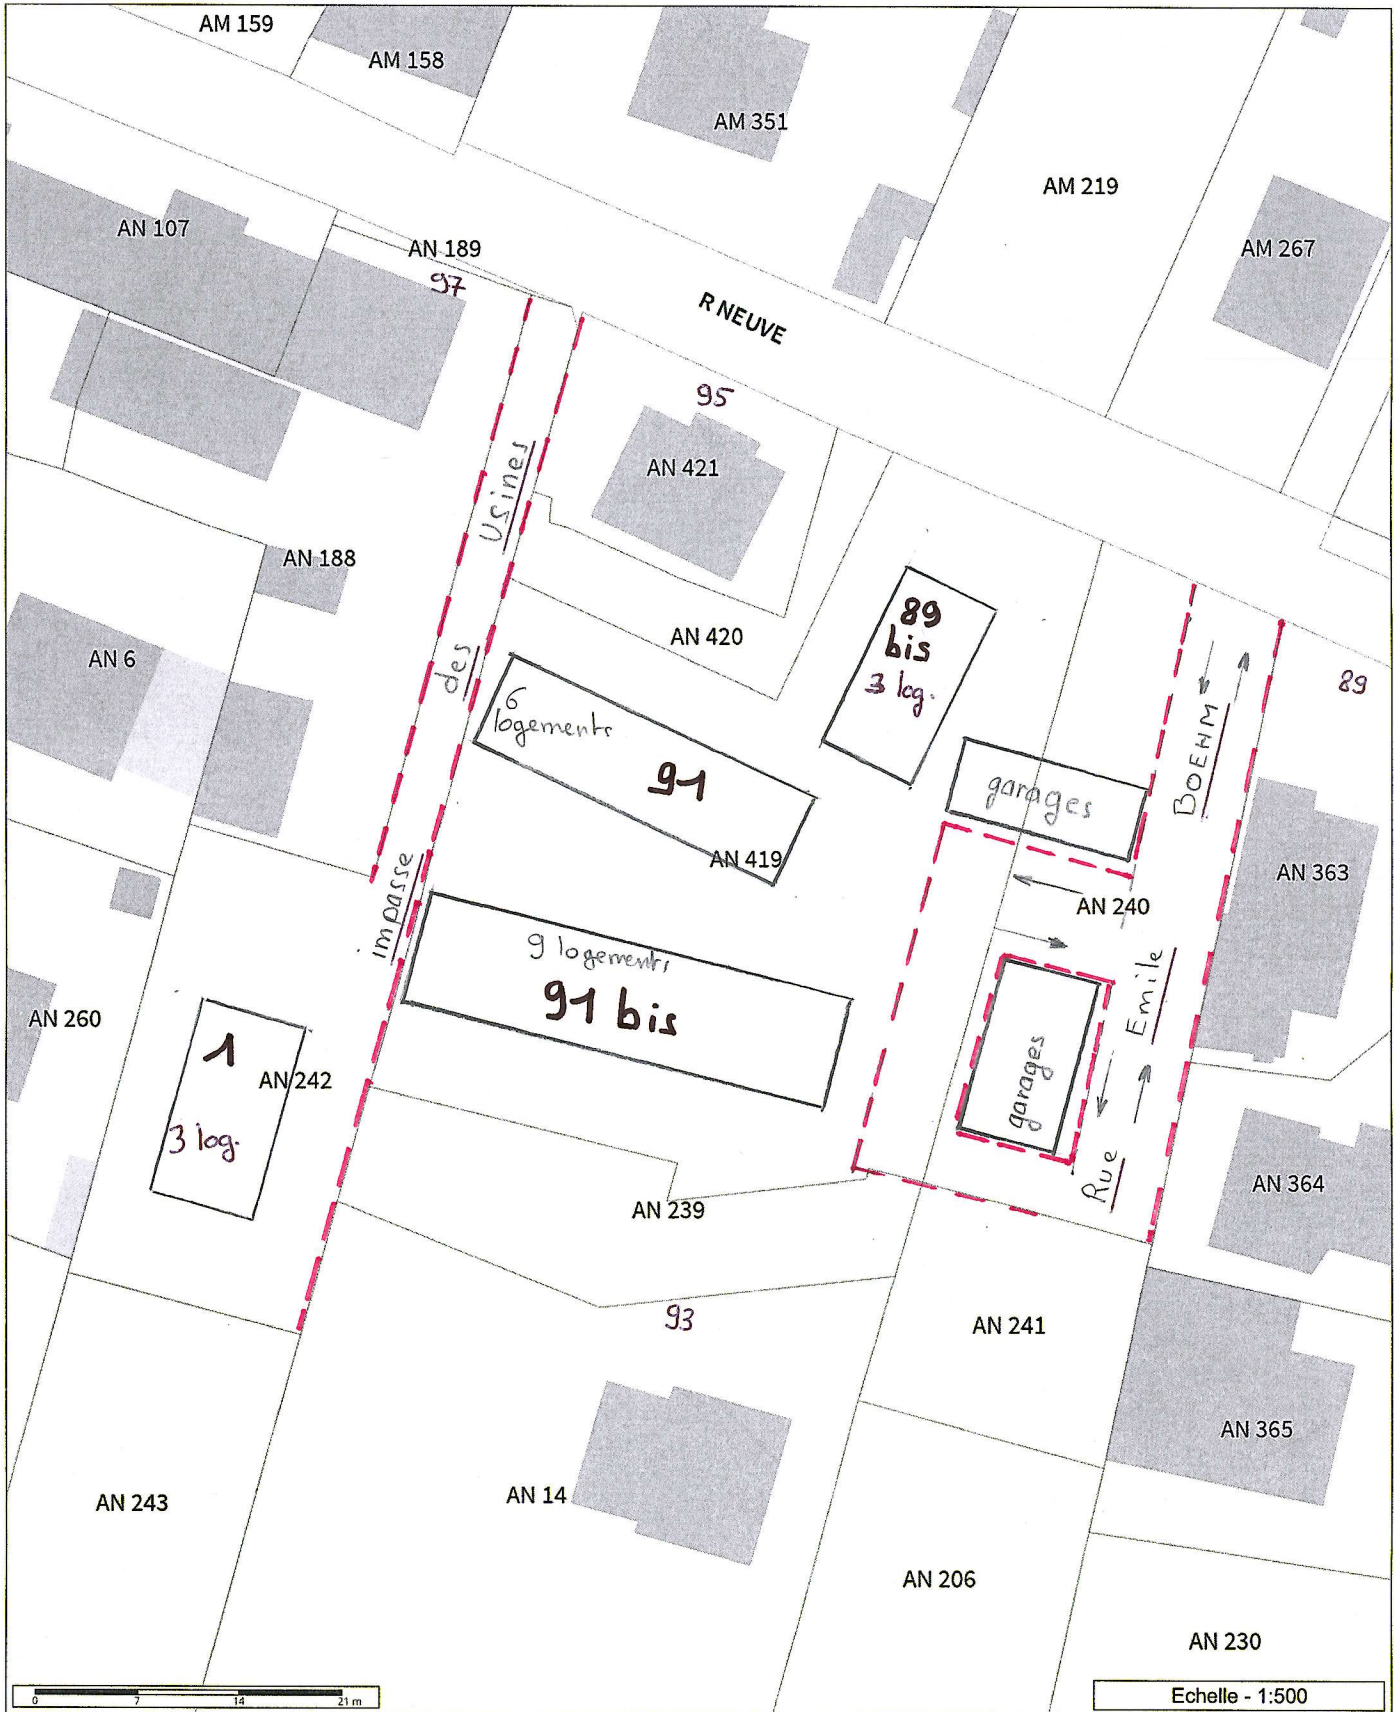 AM 159
AM 158
AM 351
AM 219
AM 267
AN 107
AN 189
97
R NEUVE
95
AN 421
Usines
AN 188
AN 420
89
bis
3 log.
89
AN 6
des
6
logements
91
BOEHM
garages
AN 419
AN 363
impasse
AN 240
9 logements
91 bis
Emile
AN 260
1
AN 242
3 log.
garages
Rue
AN 364
AN 239
93
AN 241
AN 365
AN 243
AN 14
AN 206
AN 230
0 7 14 21 m
Echelle - 1:500